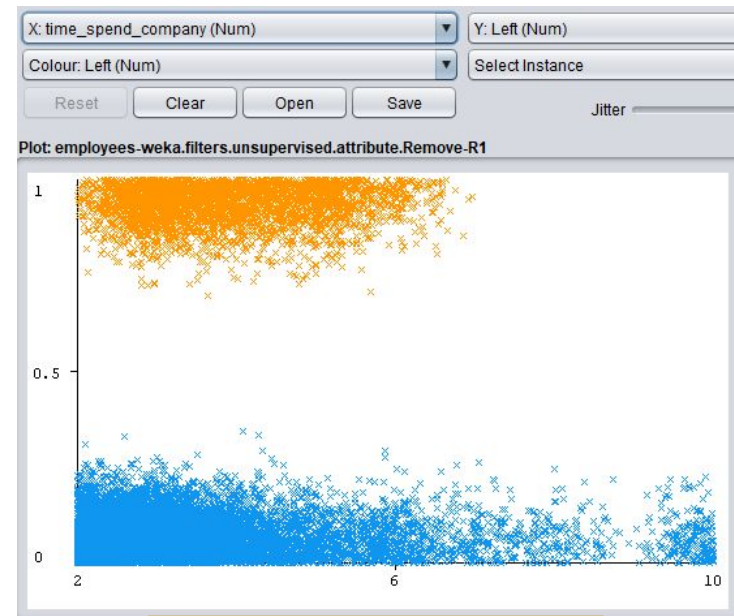 X: time_spend_company (Num) Y: Left (Num)
Colour: Left (Num) Select Instance
Reset Clear Open Save Jitter
Plot: employees-weka.filters.unsupervised.attribute.Remove-R1
1
0.5
0
2 6 10